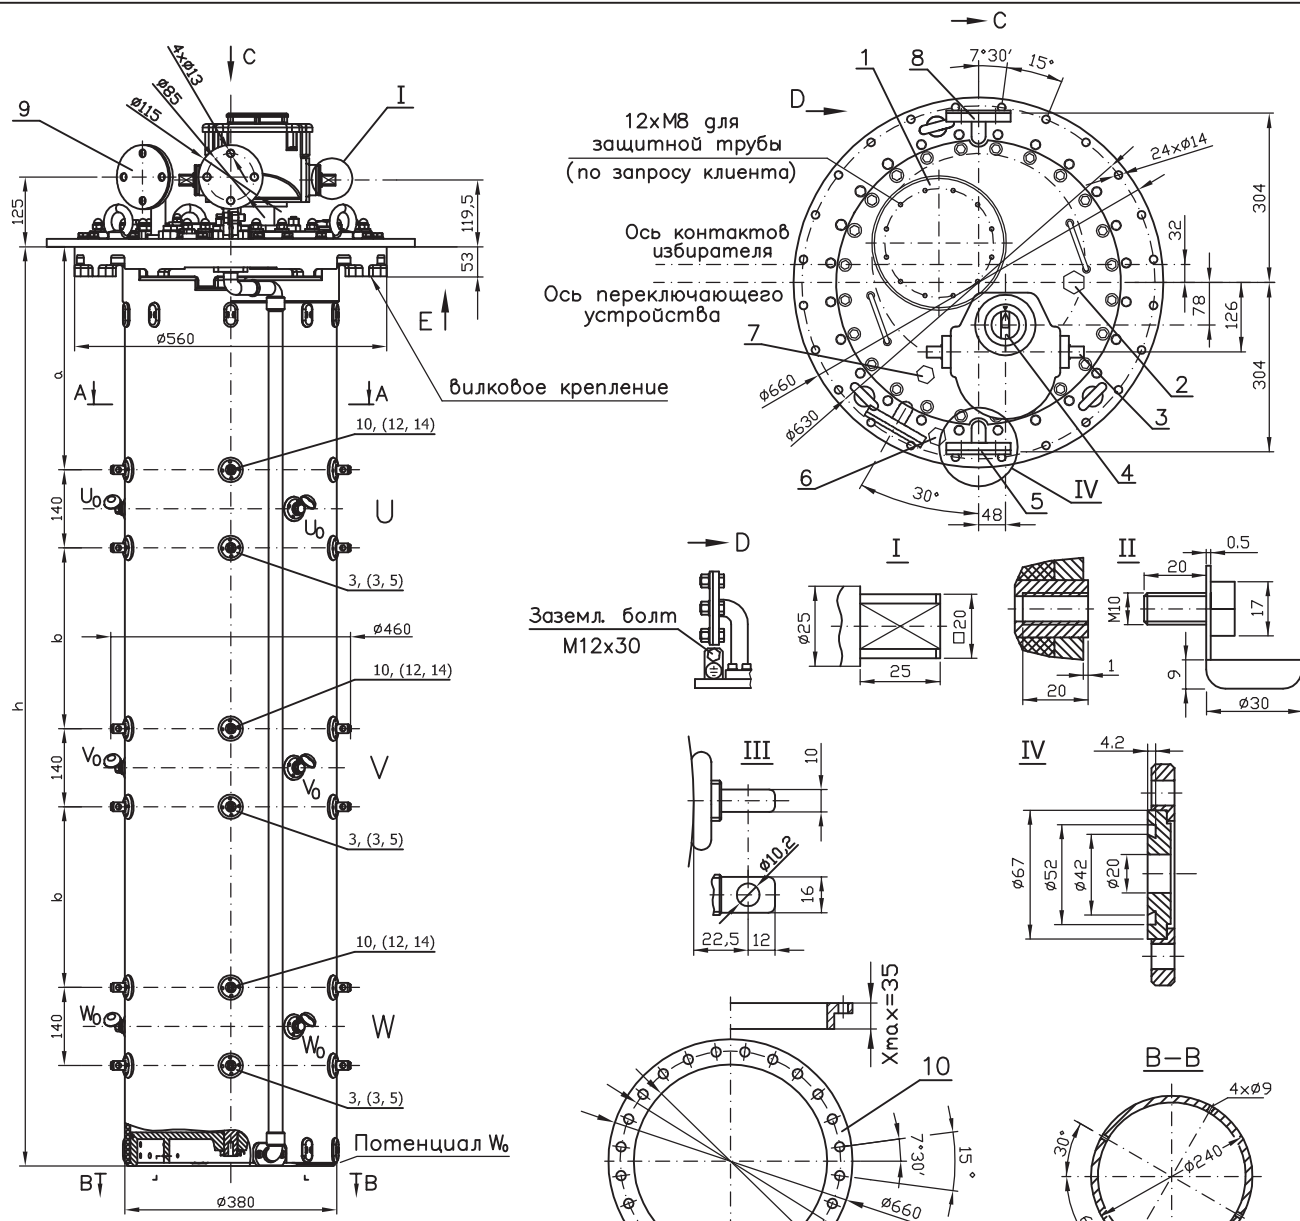 C
4xø13
ø85
ø115
9
I
125
119,5
53
E
ø560
вилковое крепление
a
A
A
10, (12, 14)
U₀
140
U₀
U
3, (3, 5)
b
ø460
10, (12, 14)
h
V₀
140
V₀
V
3, (3, 5)
b
10, (12, 14)
W₀
140
W₀
W
3, (3, 5)
Потенциал W₀
B
B
ø380
C
7°30'
15°
1
8
D
12xM8 для
защитной трубы
(по запросу клиента)
24xø14
304
Ось контактов
избирателя
32
Ось переключающего
устройства
78
126
304
7
ø660
ø630
2
3
4
6
5
IV
30°
48
D
Заземл. болт
M12x30
I
ø25
□20
25
II
0.5
20
M10
17
1
20
9
ø30
III
10
ø10,2
16
22,5
12
IV
4.2
ø67
ø52
ø42
ø20
Xmax=35
10
7°30'
15°
ø660
B-B
4xø9
30°
ø240